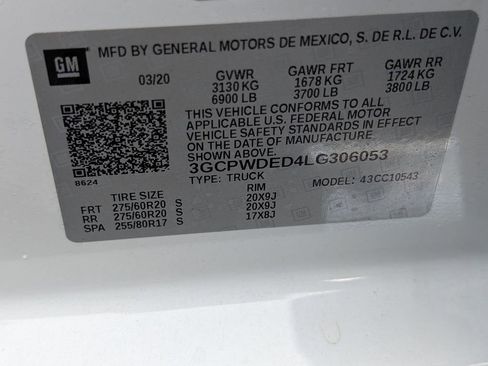 GM
MFD BY GENERAL MOTORS DE MEXICO, S. DE R.L. DE C.V.
03/20 GVWR GAWR FRT GAWR RR
3130 KG 1678 KG 1724 KG
6900 LB 3700 LB 3800 LB
THIS VEHICLE CONFORMS TO ALL
APPLICABLE U.S. FEDERAL MOTOR
VEHICLE SAFETY STANDARDS IN EFFECT
ON THE DATE OF MANUFACTURE
SHOWN ABOVE.
8624
3GCPWDED4LG306053
TYPE: TRUCK MODEL: 43CC10543
TIRE SIZE RIM
FRT 275/60R20 S 20X9J
RR 275/60R20 S 20X9J
SPA 255/80R17 S 17X8J